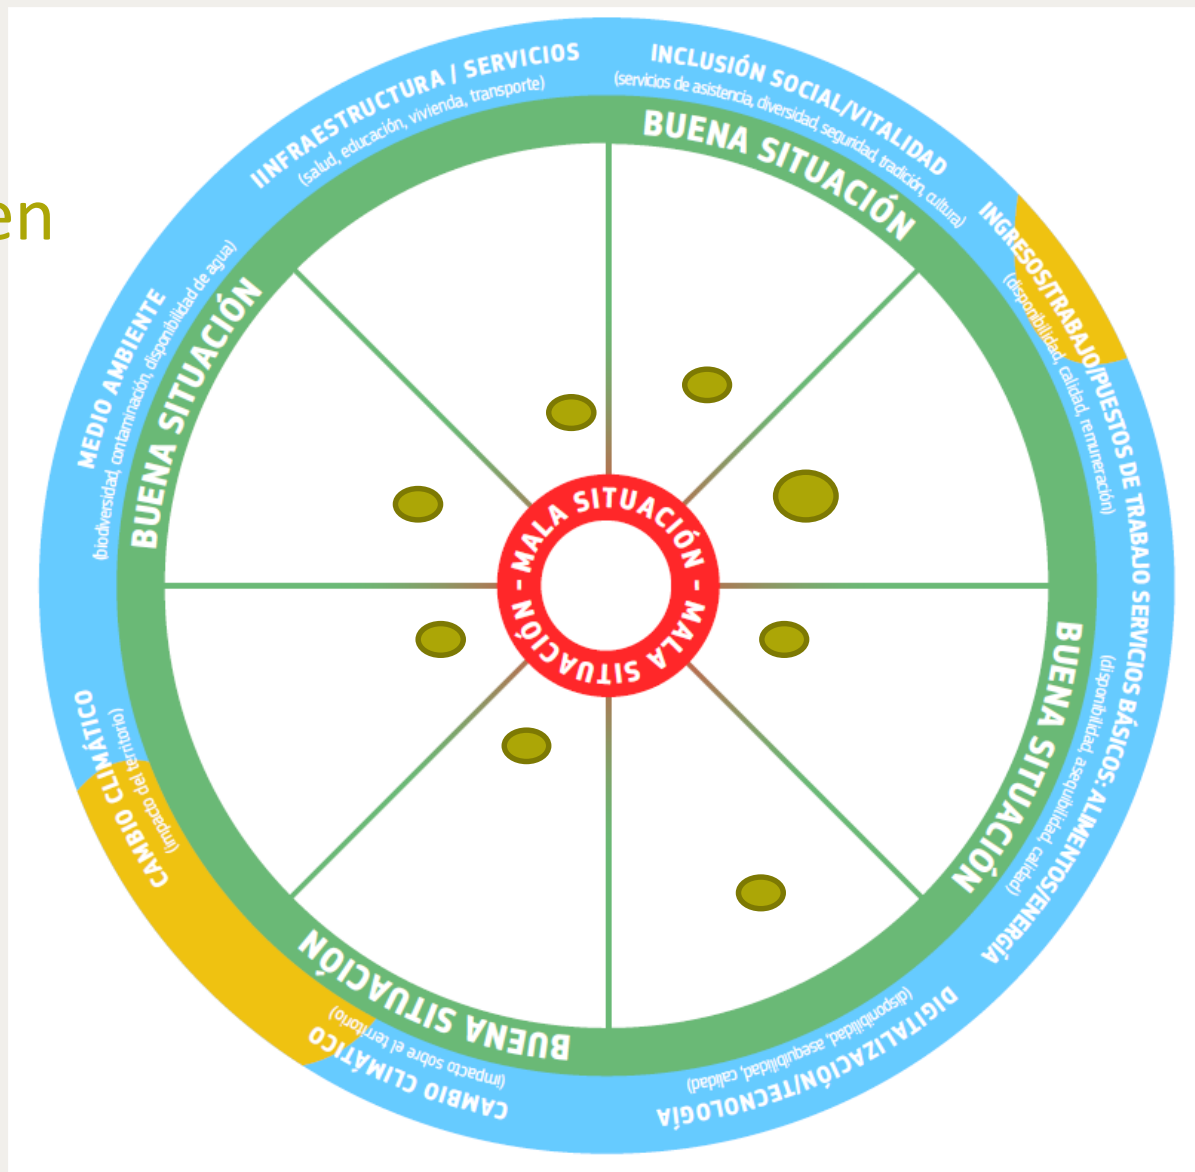 en
IINFRAESTRUCTURA / SERVICIOS
(salud, educación, vivienda, transporte)
INCLUSIÓN SOCIAL/VITALIDAD
(servicios de asistencia, diversidad, seguridad, tradición, cultura)
BUENA SITUACIÓN
INGRESOS/TRABAJO/PUESTOS DE TRABAJO
(disponibilidad, calidad, remuneración)
SERVICIOS BÁSICOS: ALIMENTOS/ENERGÍA
(disponibilidad, asequibilidad, calidad)
BUENA SITUACIÓN
DIGITALIZACIÓN/TECNOLOGÍA
(disponibilidad, asequibilidad, calidad)
CAMBIO CLIMÁTICO
(impacto sobre el territorio)
BUENA SITUACIÓN
CAMBIO CLIMÁTICO
(impacto del territorio)
MEDIO AMBIENTE
(biodiversidad, contaminación, disponibilidad de agua)
BUENA SITUACIÓN
MALA SITUACIÓN - MALA SITUACIÓN -